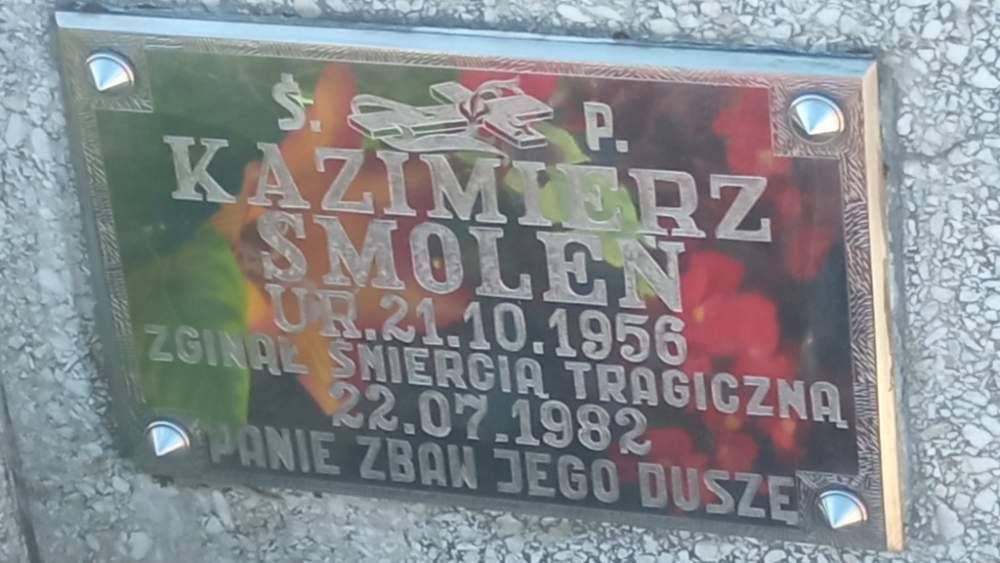 Ś. P.
KAZIMIERZ
SMOLEŃ
UR. 21.10.1956
ZGINĄŁ ŚMIERCIĄ TRAGICZNĄ
22.07.1982
PANIE ZBAW JEGO DUSZĘ